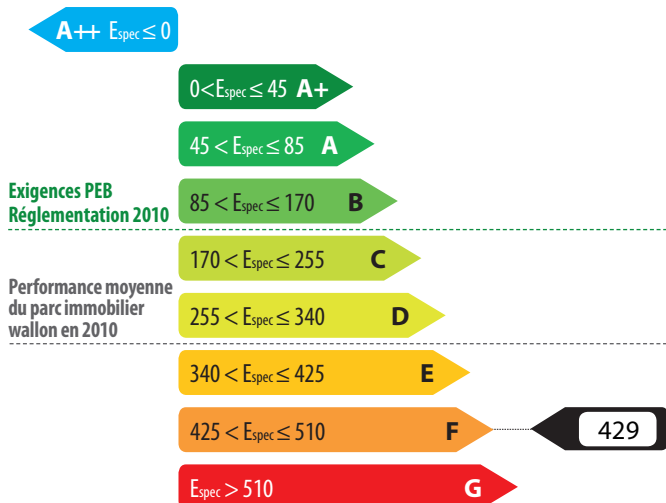 A++ Espec ≤ 0
0<Espec ≤ 45 A+
45 < Espec ≤ 85 A
Exigences PEB
Réglementation 2010
85 < Espec ≤ 170 B
170 < Espec ≤ 255 C
Performance moyenne
du parc immobilier
wallon en 2010
255 < Espec ≤ 340 D
340 < Espec ≤ 425 E
425 < Espec ≤ 510 F
429
Espec > 510 G